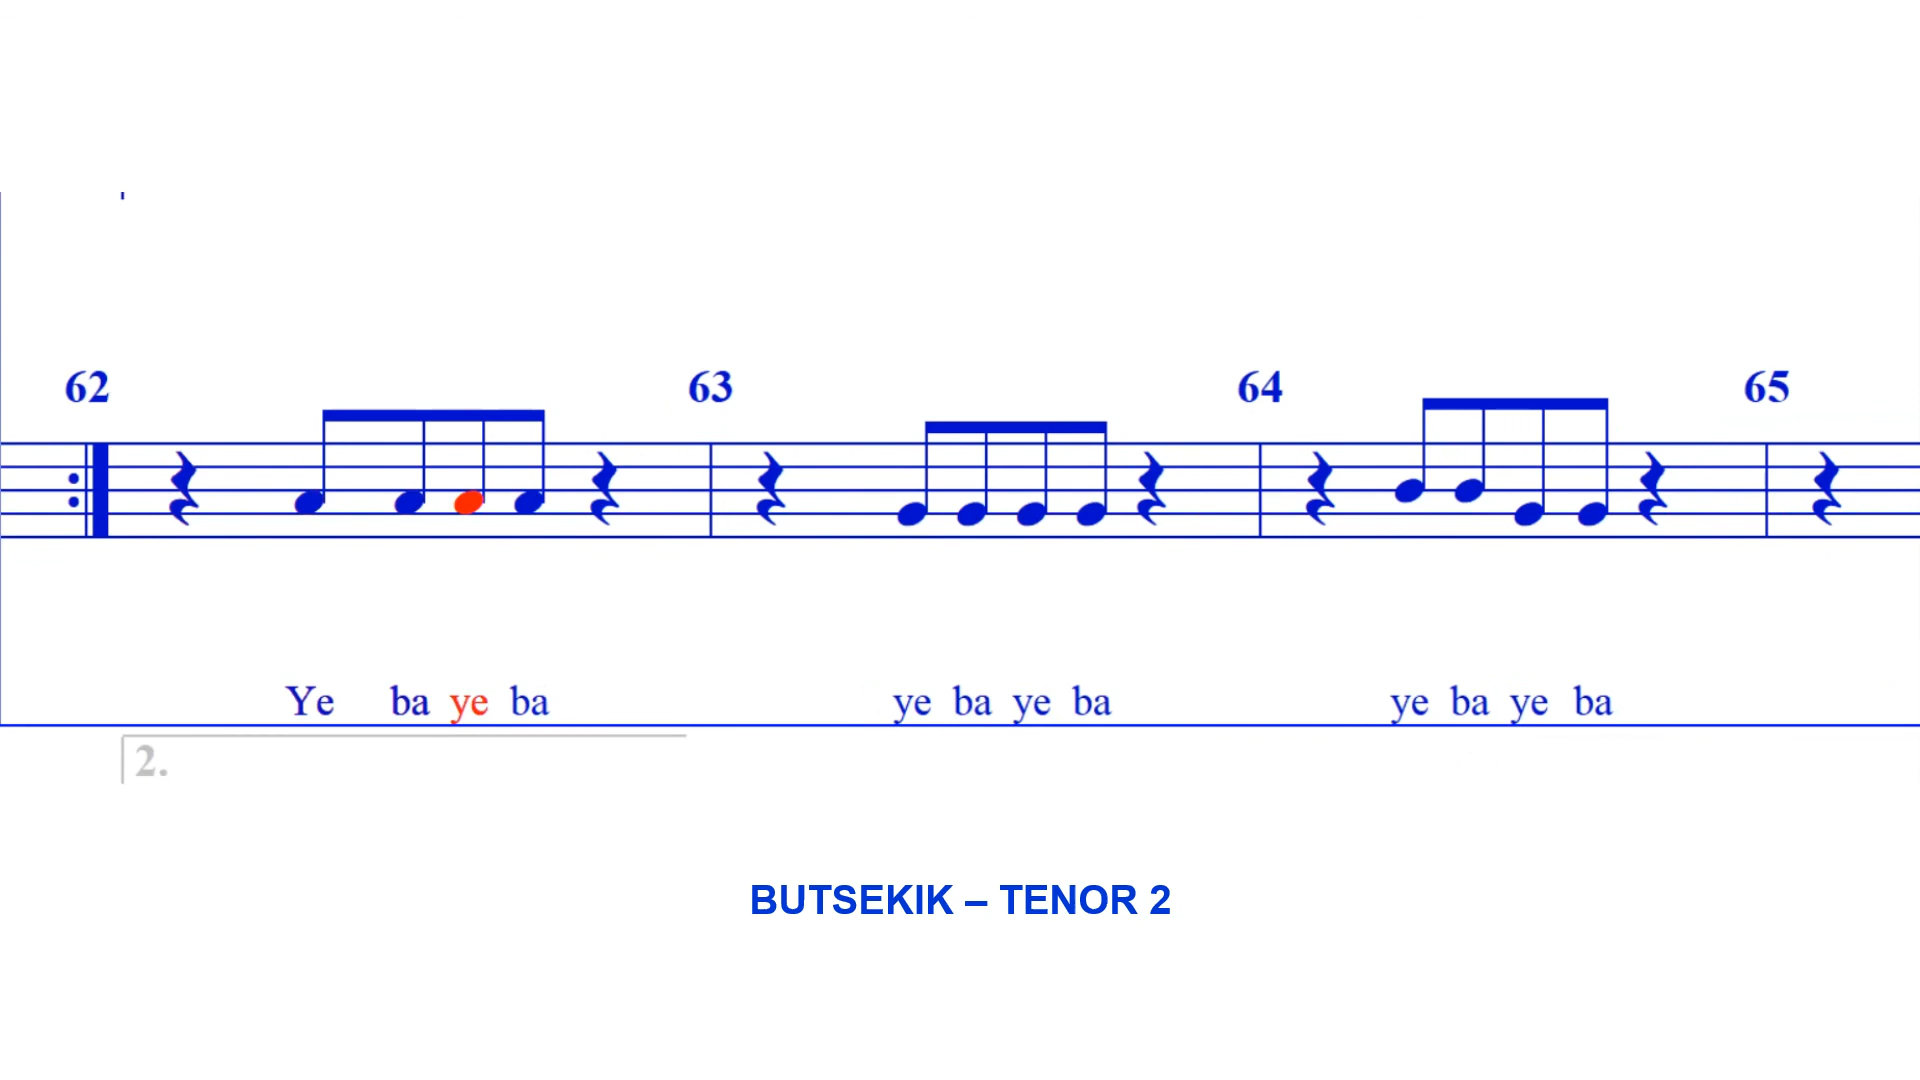 62 63 64 65
Ye ba ye ba ye ba ye ba ye ba ye ba
2.
BUTSEKIK – TENOR 2